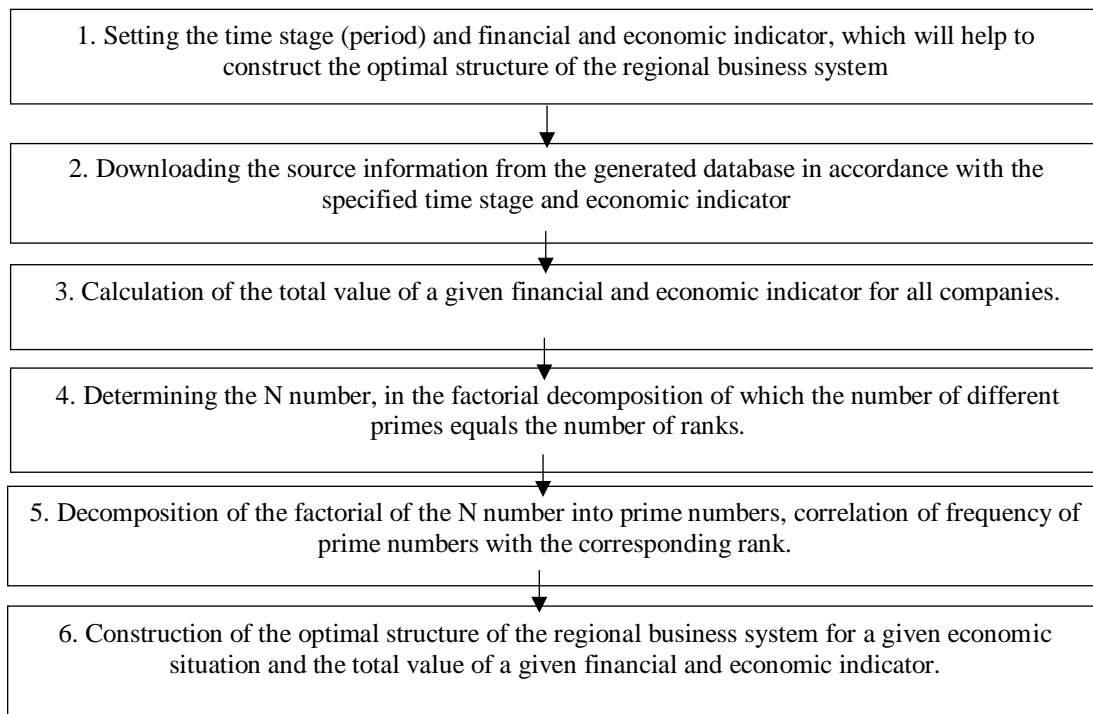 1. Setting the time stage (period) and financial and economic indicator, which will help to
construct the optimal structure of the regional business system
2. Downloading the source information from the generated database in accordance with the
specified time stage and economic indicator
3. Calculation of the total value of a given financial and economic indicator for all companies.
4. Determining the N number, in the factorial decomposition of which the number of different
primes equals the number of ranks.
5. Decomposition of the factorial of the N number into prime numbers, correlation of frequency of
prime numbers with the corresponding rank.
6. Construction of the optimal structure of the regional business system for a given economic
situation and the total value of a given financial and economic indicator.